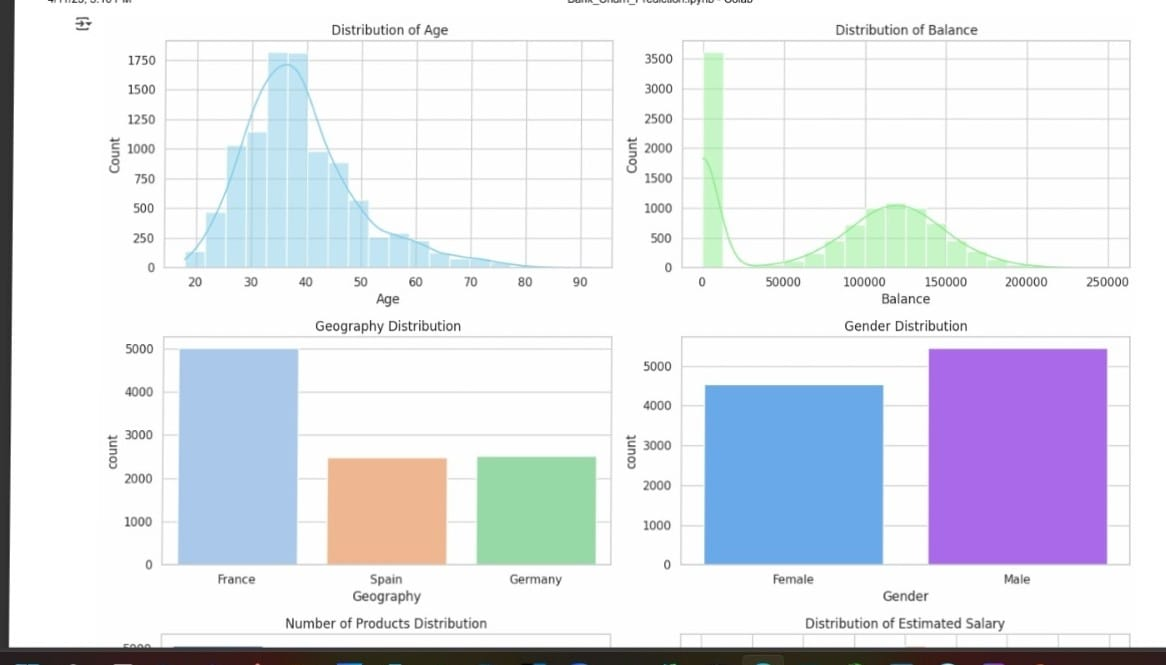 Distribution of Age
Distribution of Balance
1750
1500
1250
1000
750
500
250
0
Count
20 30 40 50 60 70 80 90
Age
3500
3000
2500
2000
1500
1000
500
0
Count
0 50000 100000 150000 200000 250000
Balance
Geography Distribution
Gender Distribution
5000
4000
3000
2000
1000
0
count
France Spain Germany
Geography
5000
4000
3000
2000
1000
0
count
Female Male
Gender
Number of Products Distribution
Distribution of Estimated Salary
5000